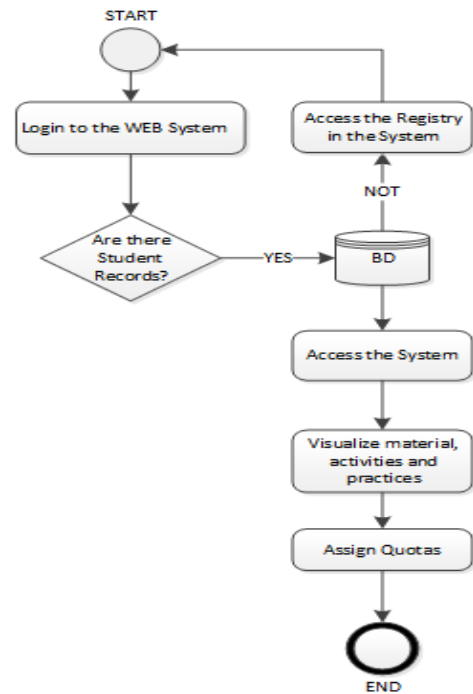 START
Login to the WEB System
Access the Registry
in the System
NOT
Are there
Student
Records?
YES
BD
Access the System
Visualize material,
activities and
practices
Assign Quotas
END